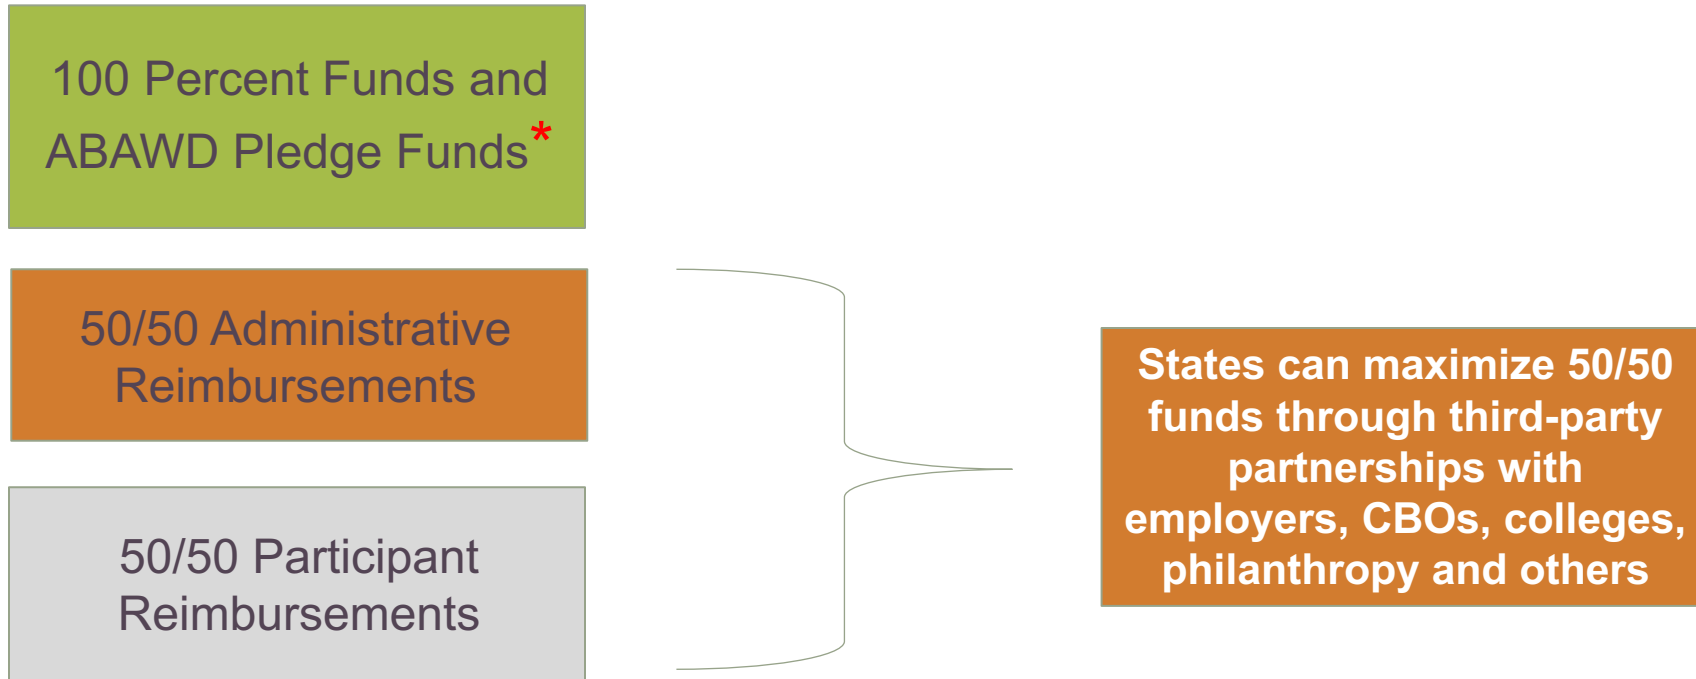 100 Percent Funds and
ABAWD Pledge Funds*
50/50 Administrative
Reimbursements
50/50 Participant
Reimbursements
States can maximize 50/50
funds through third-party
partnerships with
employers, CBOs, colleges,
philanthropy and others